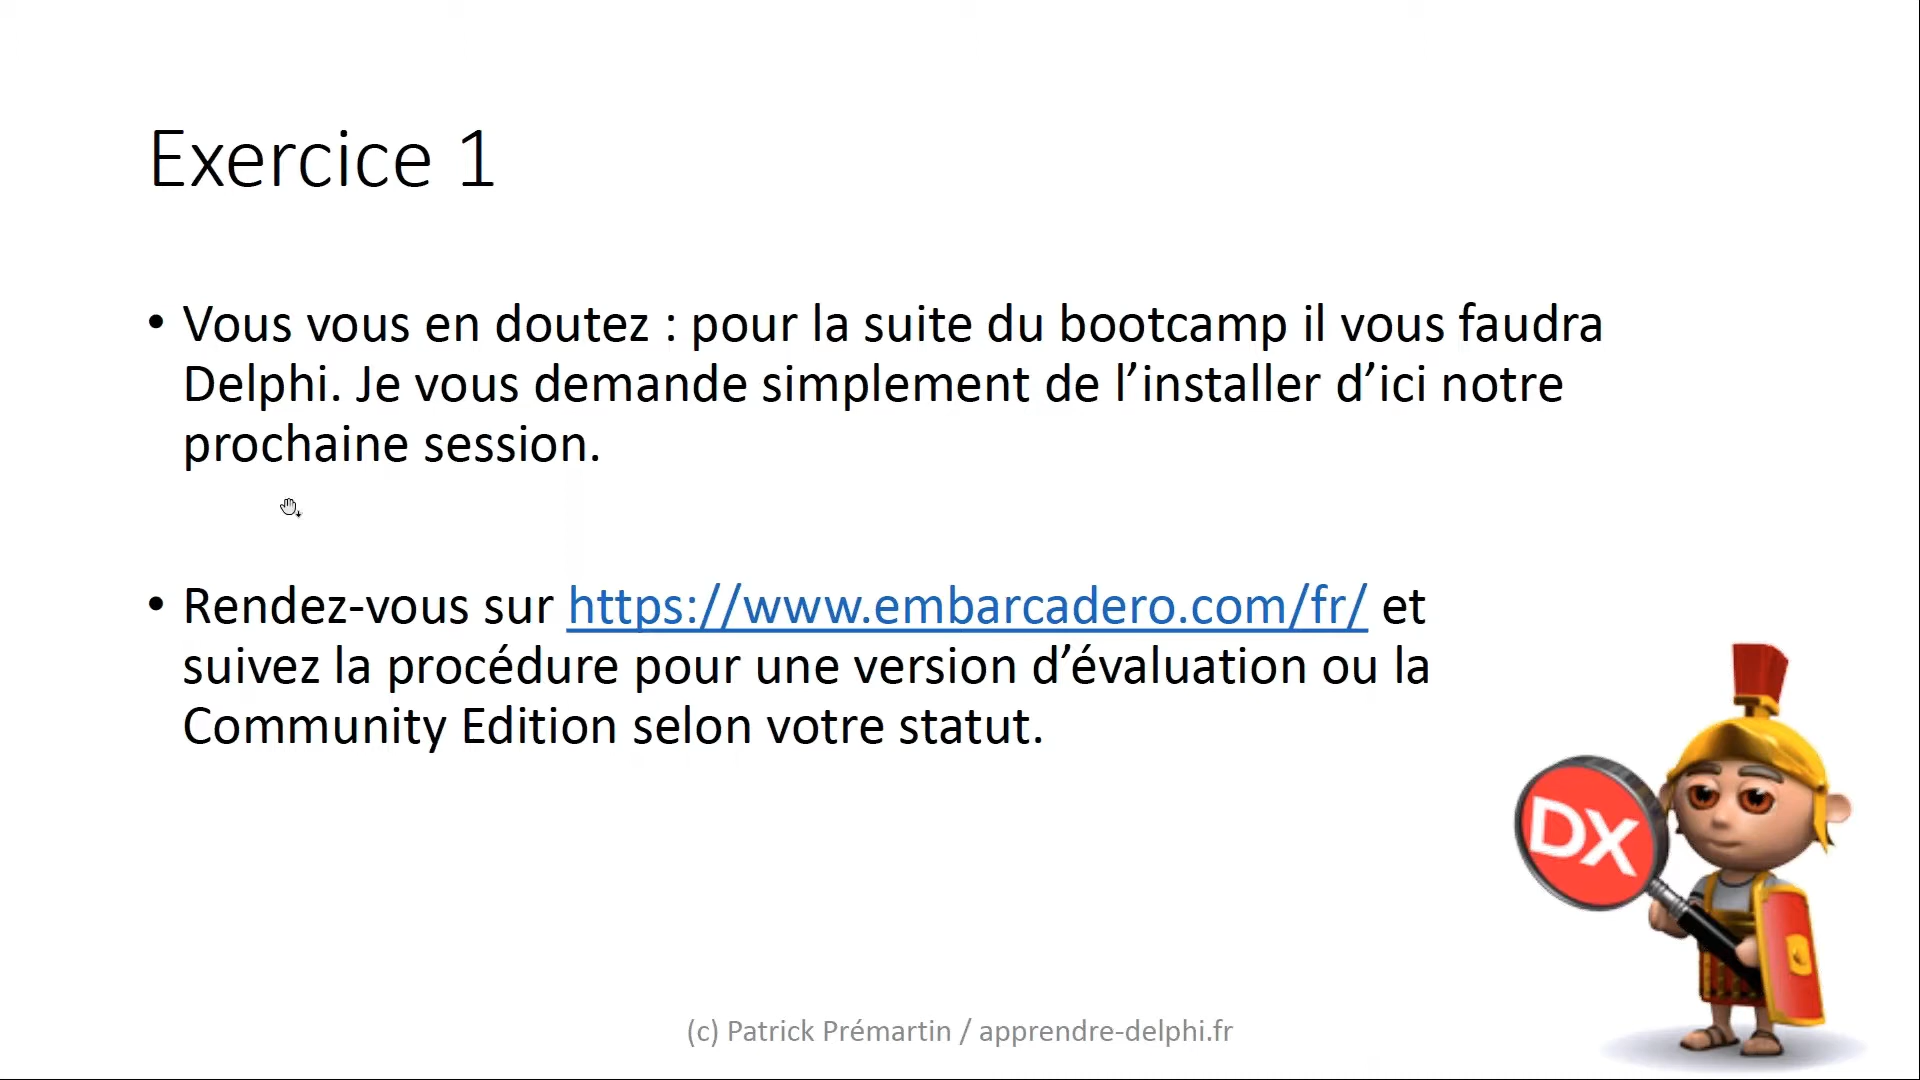 Exercice 1
• Vous vous en doutez : pour la suite du bootcamp il vous faudra
Delphi. Je vous demande simplement de l’installer d’ici notre
prochaine session.
• Rendez-vous sur https://www.embarcadero.com/fr/ et
suivez la procédure pour une version d’évaluation ou la
Community Edition selon votre statut.
DX
(c) Patrick Prémartin / apprendre-delphi.fr